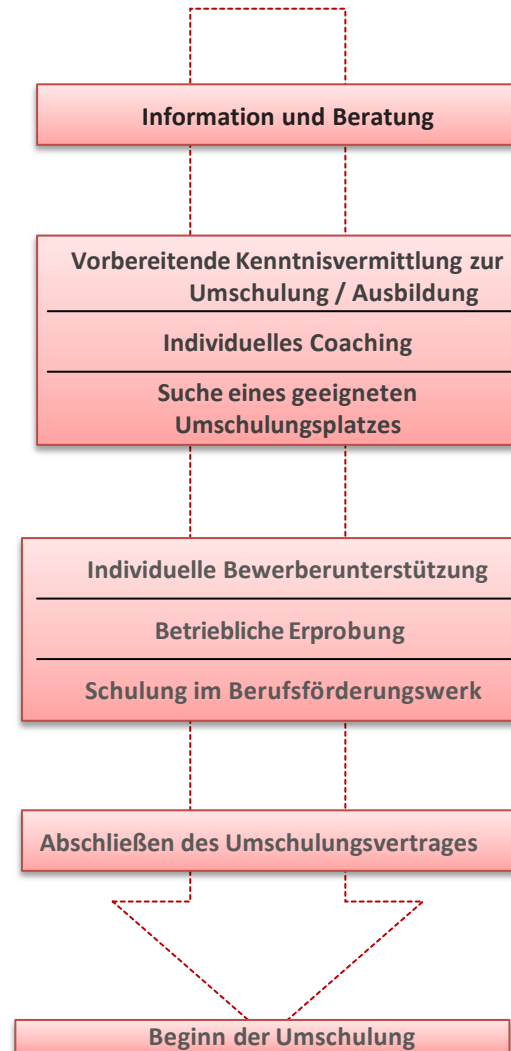 Information und Beratung
Vorbereitende Kenntnisvermittlung zur
Umschulung / Ausbildung
Individuelles Coaching
Suche eines geeigneten
Umschulungsplatzes
Individuelle Bewerberunterstützung
Betriebliche Erprobung
Schulung im Berufsförderungswerk
Abschließen des Umschulungsvertrages
Beginn der Umschulung